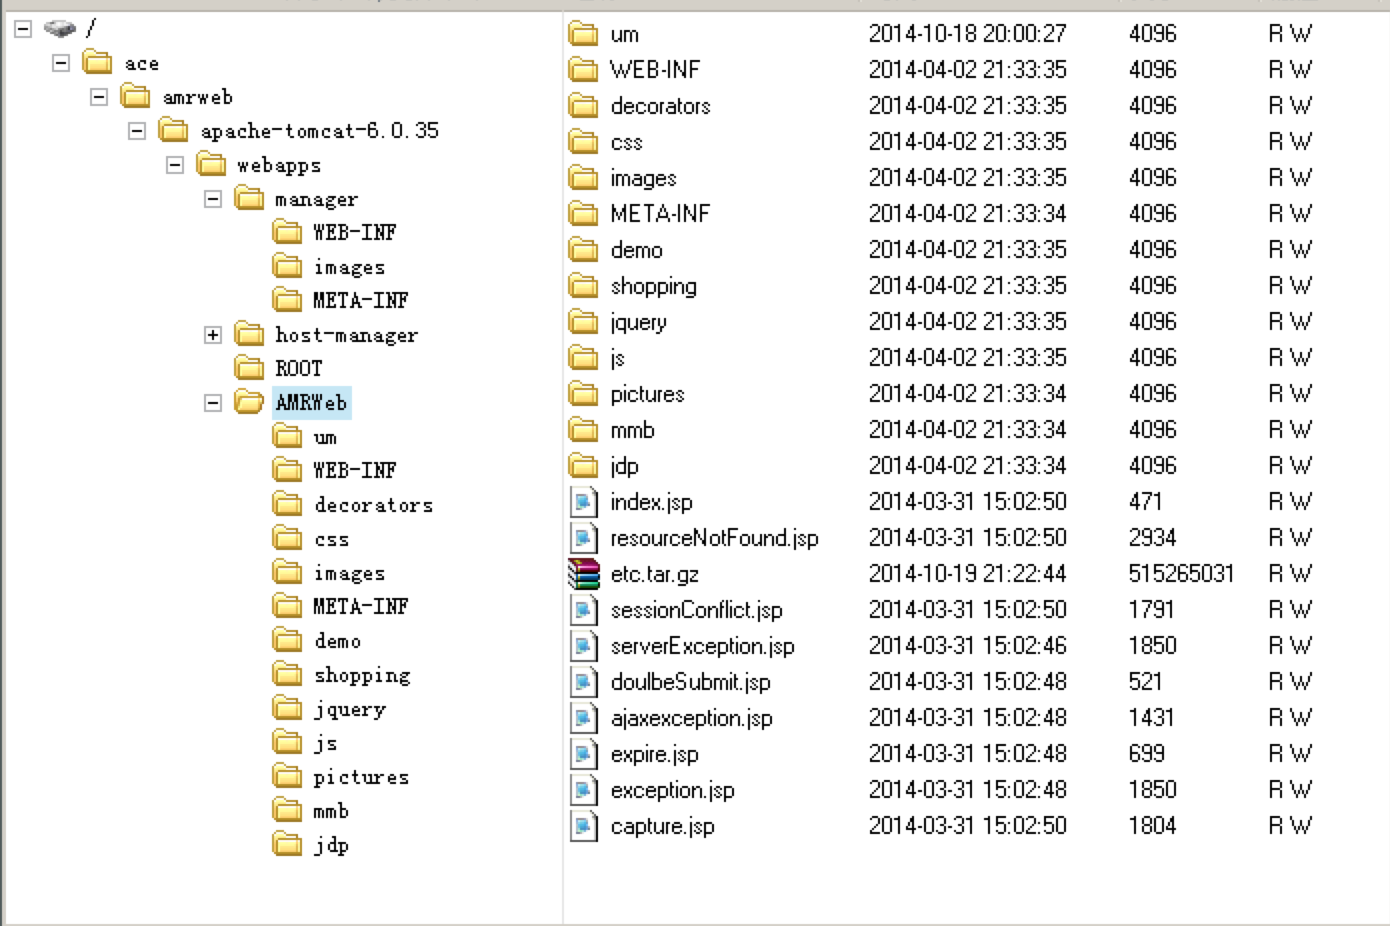 /
ace
amrweb
apache-tomcat-6.0.35
webapps
manager
WEB-INF
images
META-INF
host-manager
ROOT
AMRWeb
um
WEB-INF
decorators
css
images
META-INF
demo
shopping
jquery
js
pictures
mmb
jdp
um 2014-10-18 20:00:27 4096 R W
WEB-INF 2014-04-02 21:33:35 4096 R W
decorators 2014-04-02 21:33:35 4096 R W
css 2014-04-02 21:33:35 4096 R W
images 2014-04-02 21:33:35 4096 R W
META-INF 2014-04-02 21:33:34 4096 R W
demo 2014-04-02 21:33:35 4096 R W
shopping 2014-04-02 21:33:35 4096 R W
jquery 2014-04-02 21:33:35 4096 R W
js 2014-04-02 21:33:35 4096 R W
pictures 2014-04-02 21:33:34 4096 R W
mmb 2014-04-02 21:33:34 4096 R W
jdp 2014-04-02 21:33:34 4096 R W
index.jsp 2014-03-31 15:02:50 471 R W
resourceNotFound.jsp 2014-03-31 15:02:50 2934 R W
etc.tar.gz 2014-10-19 21:22:44 515265031 R W
sessionConflict.jsp 2014-03-31 15:02:50 1791 R W
serverException.jsp 2014-03-31 15:02:46 1850 R W
doulbeSubmit.jsp 2014-03-31 15:02:48 521 R W
ajaxexception.jsp 2014-03-31 15:02:48 1431 R W
expire.jsp 2014-03-31 15:02:48 699 R W
exception.jsp 2014-03-31 15:02:48 1850 R W
capture.jsp 2014-03-31 15:02:50 1804 R W